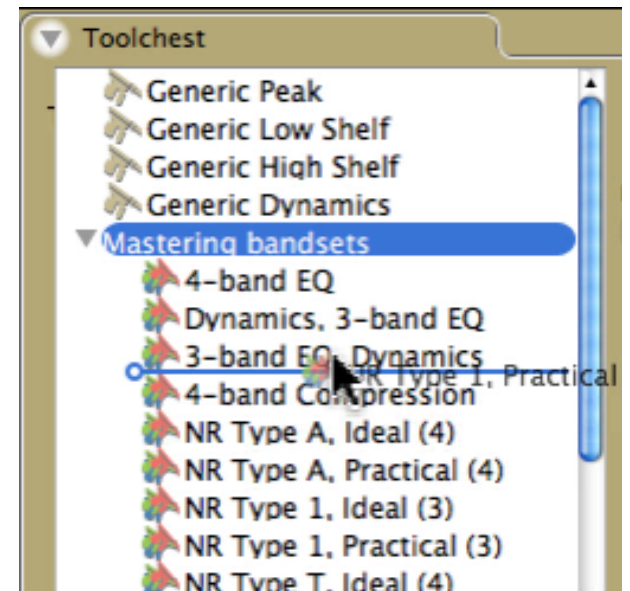 Toolchest
Generic Peak
Generic Low Shelf
Generic High Shelf
Generic Dynamics
Mastering bandsets
4-band EQ
Dynamics, 3-band EQ
3-band EQ, Dynamics
NR Type 1, Practical
4-band Compression
NR Type A, Ideal (4)
NR Type A, Practical (4)
NR Type 1, Ideal (3)
NR Type 1, Practical (3)
NR Type T, Ideal (4)